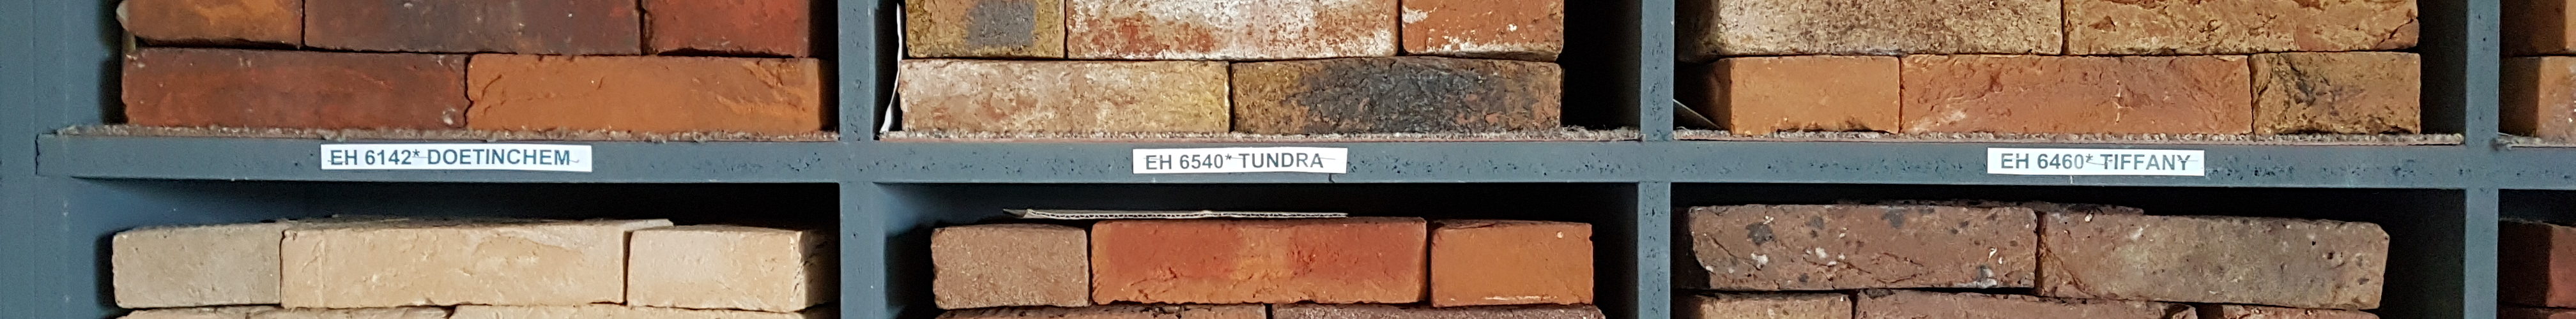 EH 6142* DOETINCHEM
EH 6540* TUNDRA
EH 6460* TIFFANY